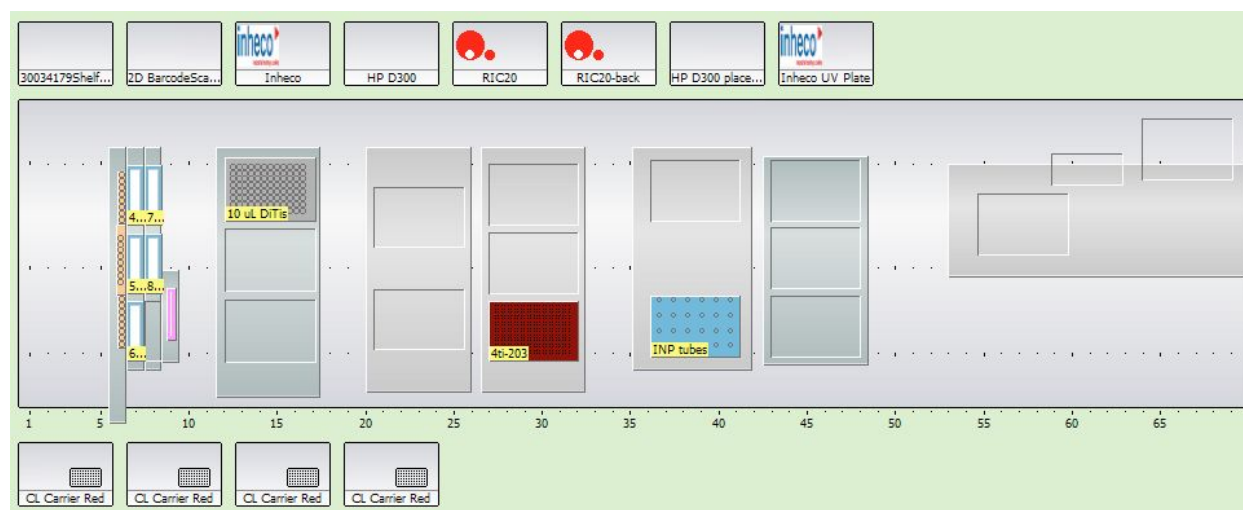 inheco
inheco
30034179Shelf...
2D BarcodeSca...
Inheco
HP D300
RIC20
RIC20-back
HP D300 place...
Inheco UV Plate
4...
7...
10 uL DiTis
5...
8...
6...
4ti-203
INP tubes
1 5 10 15 20 25 30 35 40 45 50 55 60 65
CL Carrier Red
CL Carrier Red
CL Carrier Red
CL Carrier Red